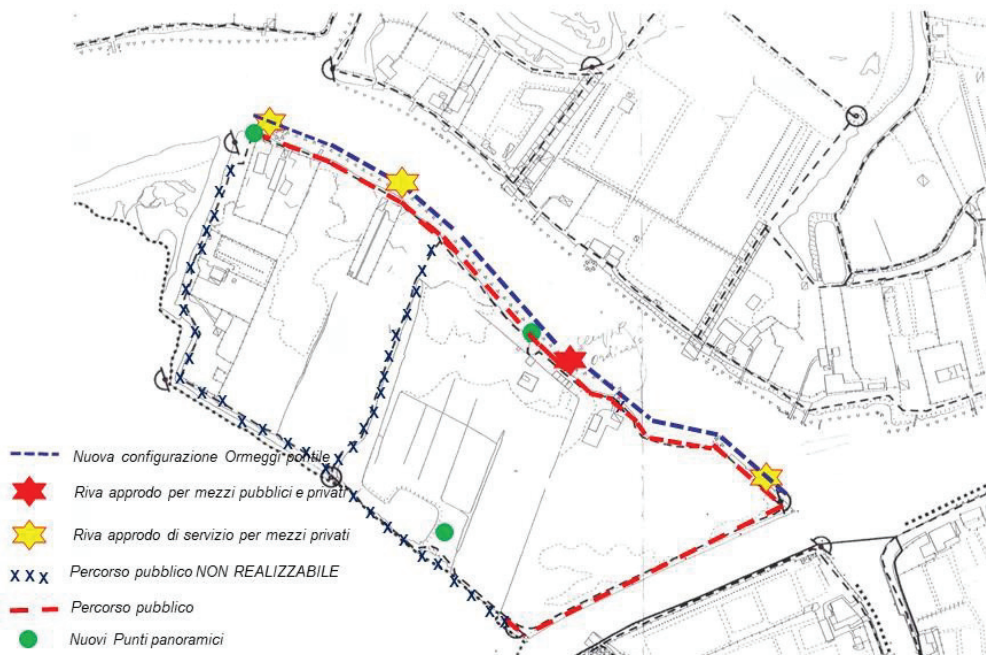 Nuova configurazione Ormeggi pontile
Riva approdo per mezzi pubblici e privati
Riva approdo di servizio per mezzi privati
x x x Percorso pubblico NON REALIZZABILE
Percorso pubblico
Nuovi Punti panoramici